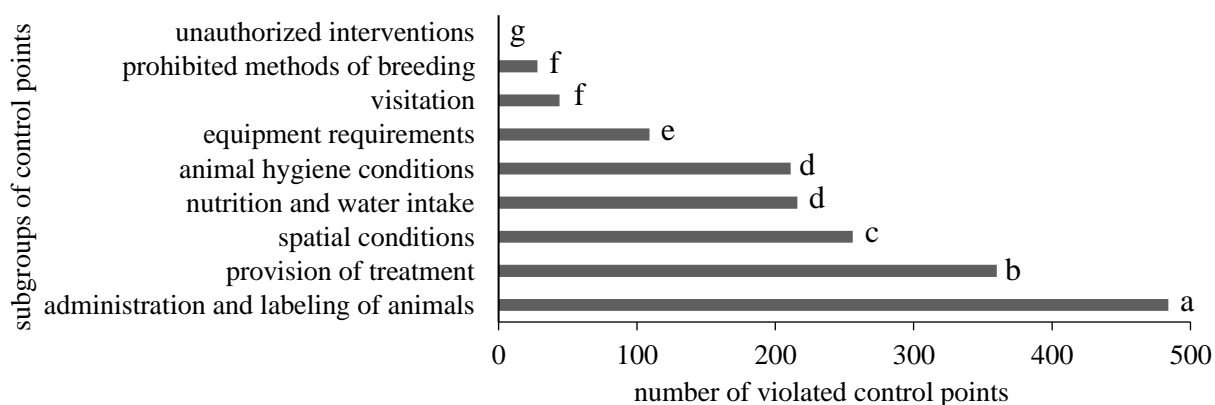 subgroups of control points
unauthorized interventions g
prohibited methods of breeding f
visitation f
equipment requirements e
animal hygiene conditions d
nutrition and water intake d
spatial conditions c
provision of treatment b
administration and labeling of animals a
0 100 200 300 400 500
number of violated control points